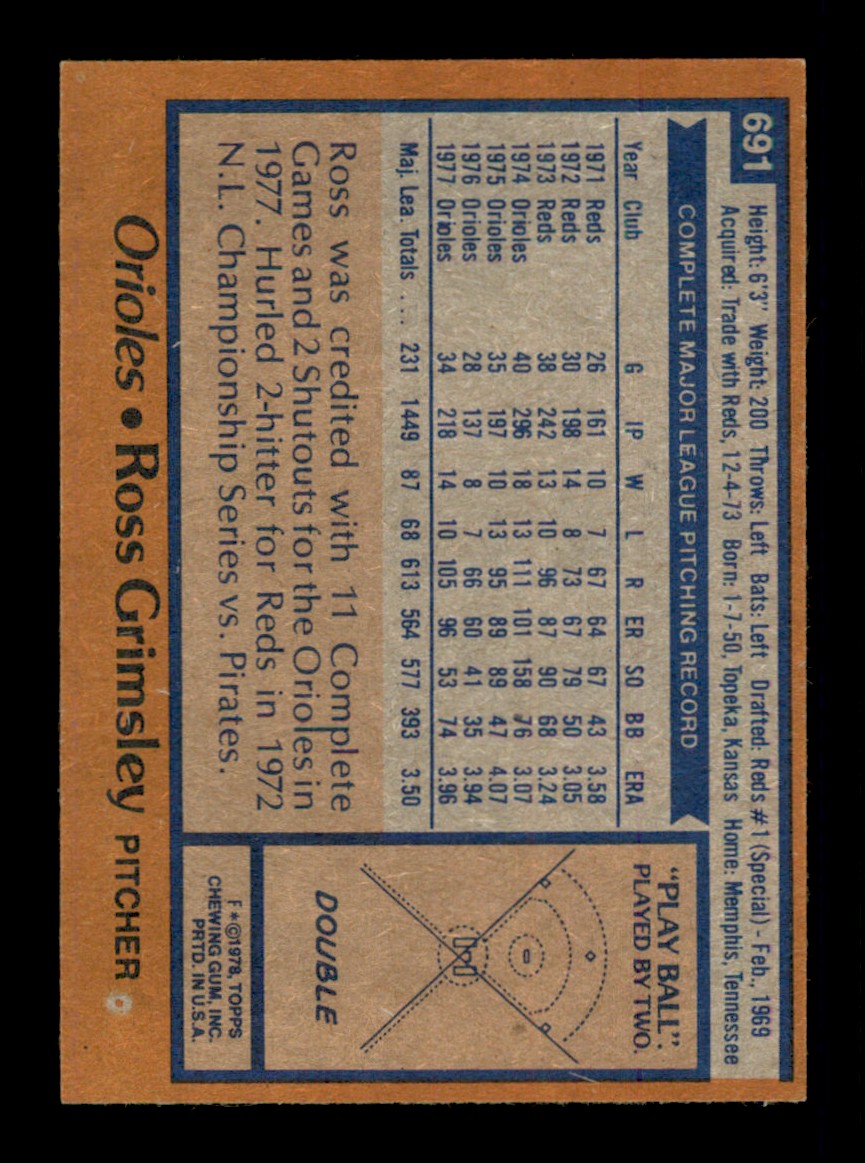 691
Height: 6'3" Weight: 200 Throws: Left Bats: Left Drafted: Reds #1 (Special) - Feb., 1969
Acquired: Trade with Reds, 12-4-73 Born: 1-7-50, Topeka, Kansas Home: Memphis, Tennessee
COMPLETE MAJOR LEAGUE PITCHING RECORD
Year Club G IP W L R ER SO BB ERA
1971 Reds 26 161 10 7 67 64 67 43 3.58
1972 Reds 30 198 14 8 73 67 79 50 3.05
1973 Reds 38 242 13 10 96 87 90 68 3.24
1974 Orioles 40 296 18 13 111 101 158 76 3.07
1975 Orioles 35 197 10 13 95 89 89 47 4.07
1976 Orioles 28 137 8 7 66 60 41 35 3.94
1977 Orioles 34 218 14 10 105 96 53 74 3.96
Maj. Lea. Totals .... 231 1449 87 68 613 564 577 393 3.50
Ross was credited with 11 Complete
Games and 2 Shutouts for the Orioles in
1977. Hurled 2-hitter for Reds in 1972
N.L. Championship Series vs. Pirates.
"PLAY BALL":
PLAYED BY TWO.
DOUBLE
F*©1978, TOPPS
CHEWING GUM, INC.
PRTD. IN U.S.A.
Orioles • Ross Grimsley PITCHER